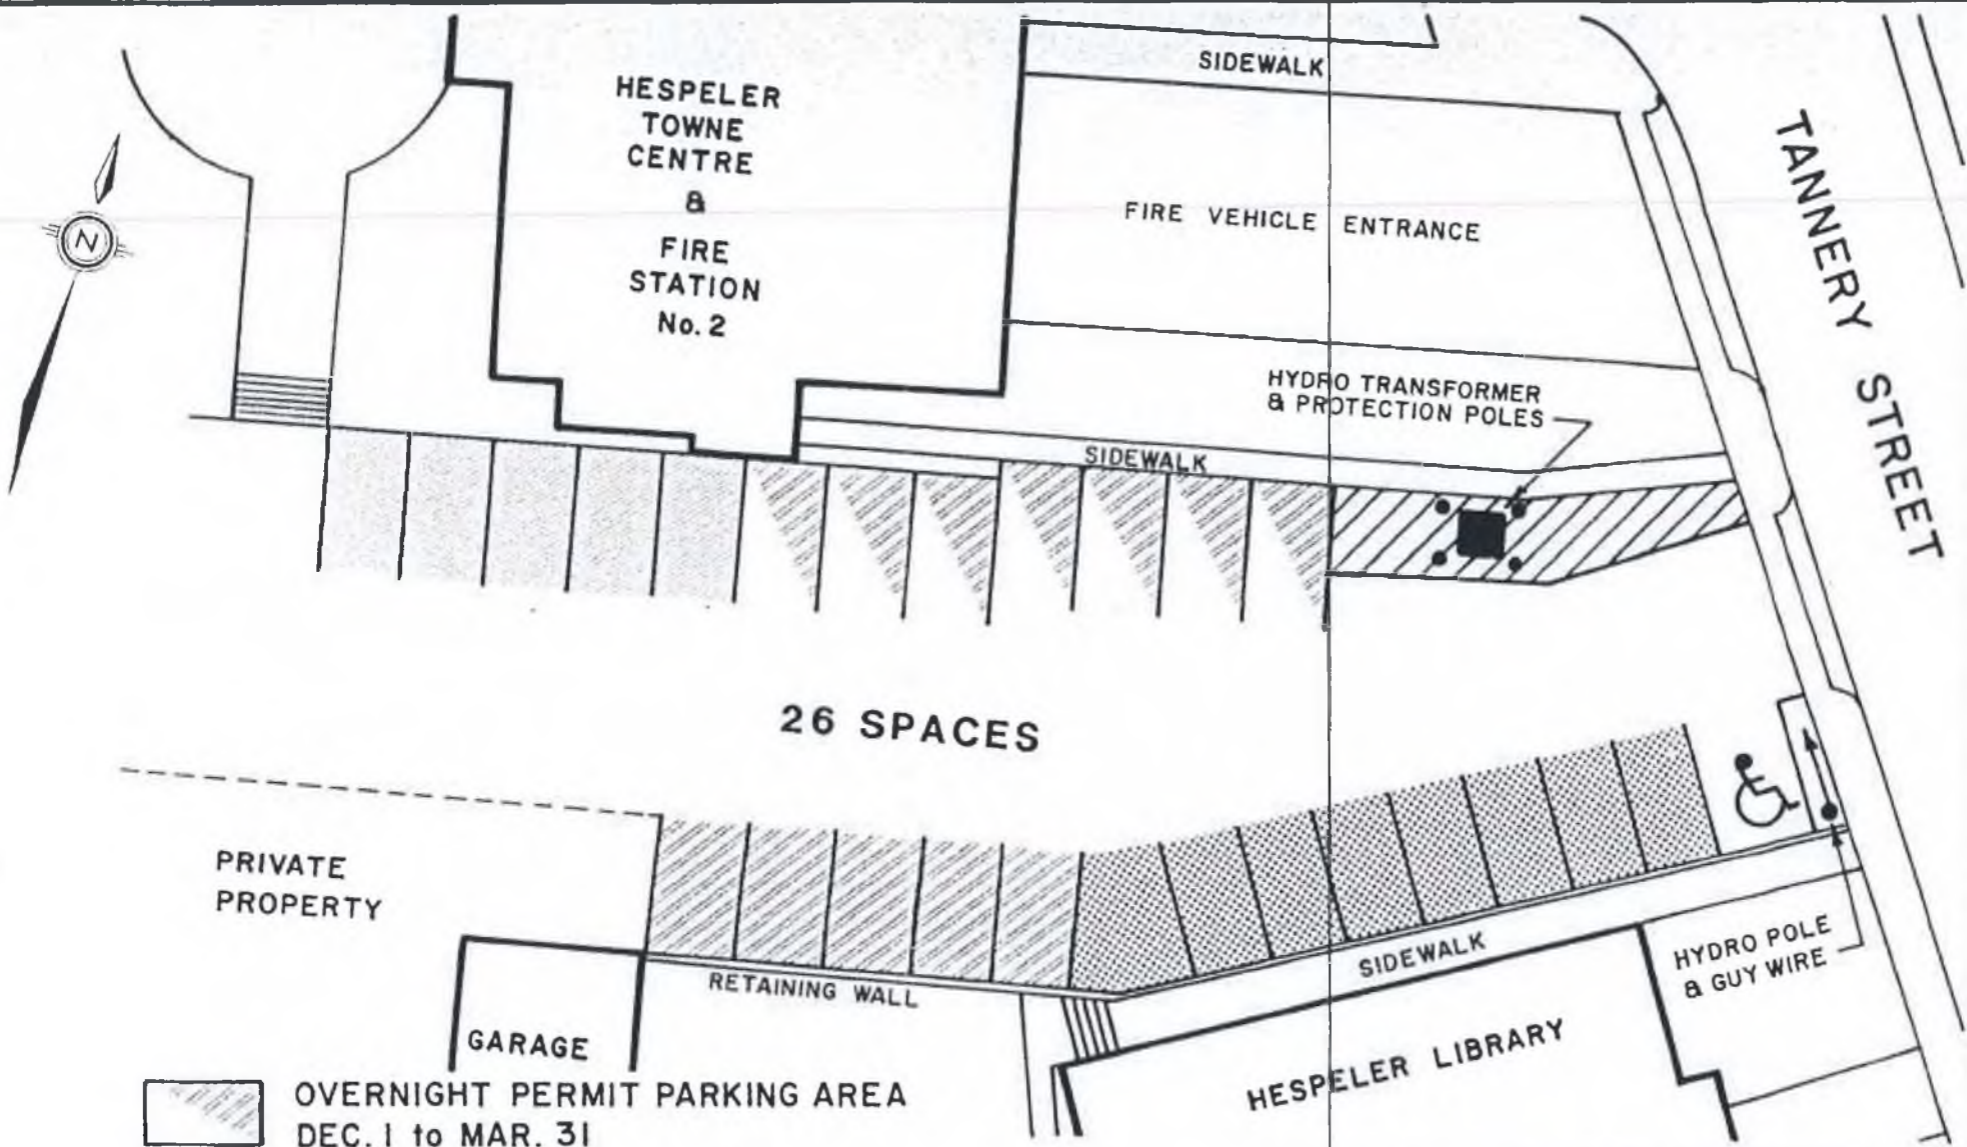 SIDEWALK
HESPELER
TOWNE
CENTRE
&
FIRE
STATION
No. 2
FIRE VEHICLE ENTRANCE
TANNERY STREET
N
HYDRO TRANSFORMER
& PROTECTION POLES
SIDEWALK
26 SPACES
PRIVATE
PROPERTY
RETAINING WALL
SIDEWALK
HYDRO POLE
& GUY WIRE
GARAGE
HESPELER LIBRARY
OVERNIGHT PERMIT PARKING AREA
DEC. 1 to MAR. 31